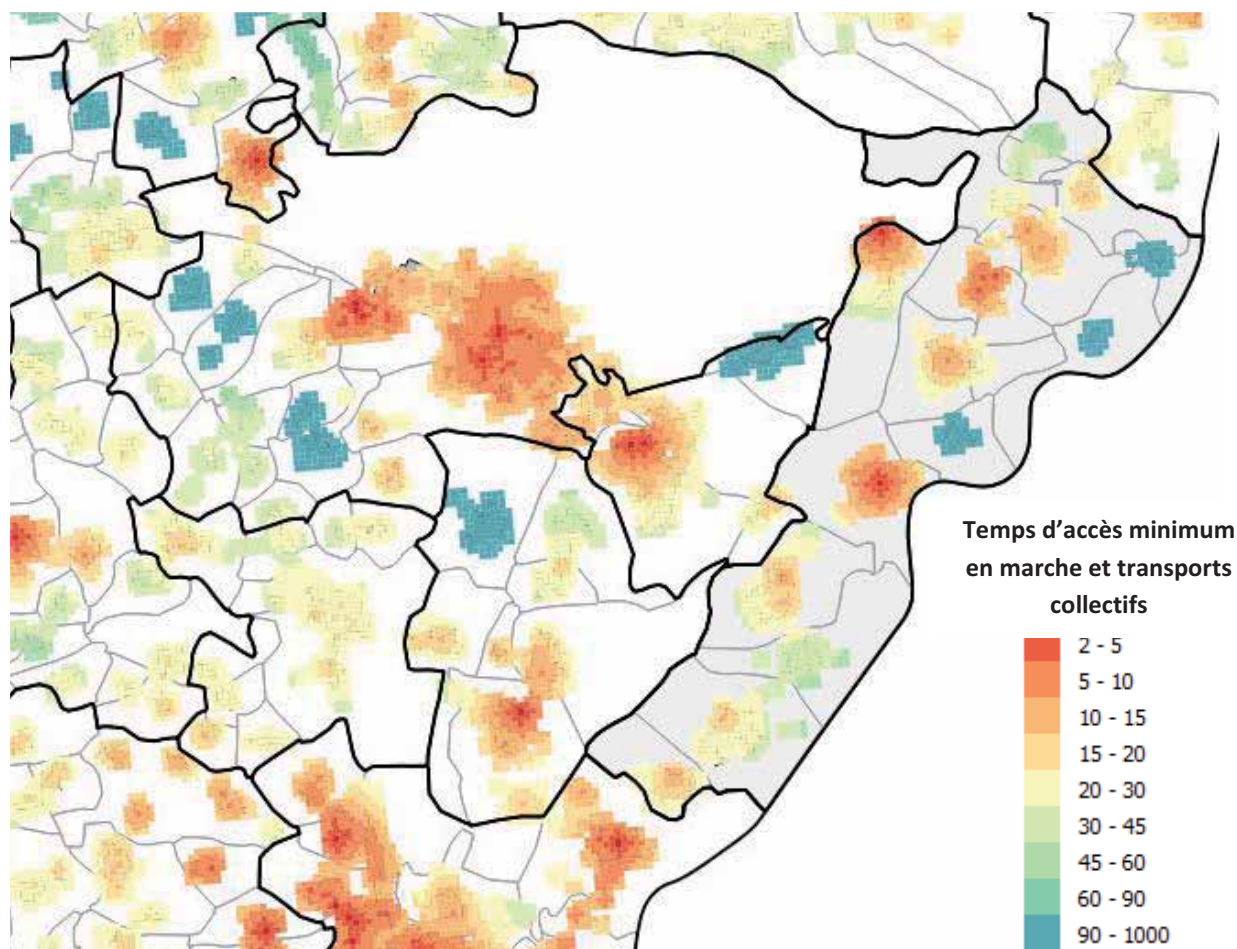 Temps d’accès minimum
en marche et transports
collectifs
2 - 5
5 - 10
10 - 15
15 - 20
20 - 30
30 - 45
45 - 60
60 - 90
90 - 1000